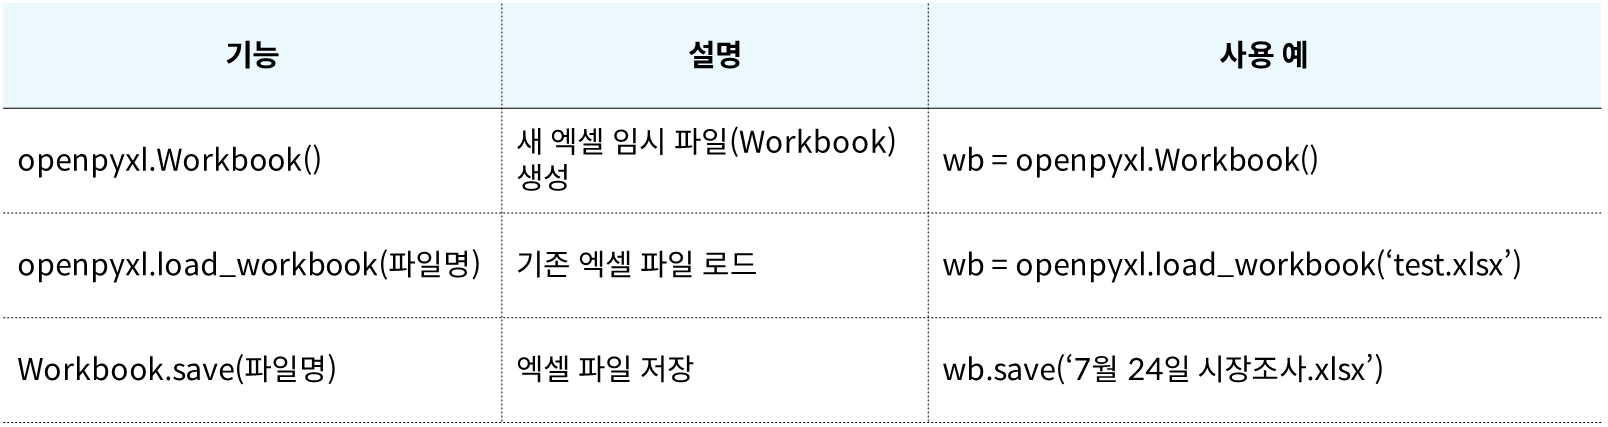 기능 설명 사용 예
openpyxl.Workbook() 새 엑셀 임시 파일(Workbook) wb = openpyxl.Workbook()
생성
openpyxl.load_workbook(파일명) 기존 엑셀 파일 로드 wb = openpyxl.load_workbook(‘test.xlsx’)
Workbook.save(파일명) 엑셀 파일 저장 wb.save(‘7월 24일 시장조사.xlsx’)